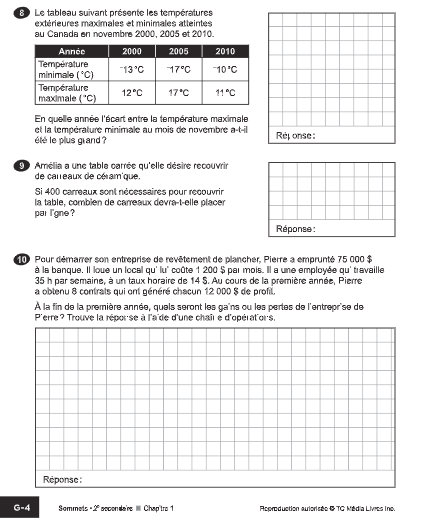 8 Le tableau suivant présente les températures
extérieures maximales et minimales atteintes
au Canada en novembre 2000, 2005 et 2010.
Année 2000 2005 2010
Température minimale (°C) ⁻13 °C ⁻17 °C ⁻10 °C
Température maximale (°C) 12 °C 17 °C 11 °C
En quelle année l'écart entre la température maximale
et la température minimale au mois de novembre a-t-il
été le plus grand ?
Réponse :
9 Amélia a une table carrée qu'elle désire recouvrir
de carreaux de céramique.
Si 400 carreaux sont nécessaires pour recouvrir
la table, combien de carreaux devra-t-elle placer
par ligne ?
Réponse :
10 Pour démarrer son entreprise de revêtement de plancher, Pierre a emprunté 75 000 $
à la banque. Il loue un local qui lui coûte 1 200 $ par mois. Il a une employée qui travaille
35 h par semaine, à un taux horaire de 14 $. Au cours de la première année, Pierre
a obtenu 8 contrats qui ont généré chacun 12 000 $ de profit.
À la fin de la première année, quels seront les gains ou les pertes de l'entreprise de
Pierre ? Trouve la réponse à l'aide d'une chaîne d'opérations.
Réponse :
G-4 Sommets • 2e secondaire ■ Chapitre 1 Reproduction autorisée © TC Média Livres Inc.